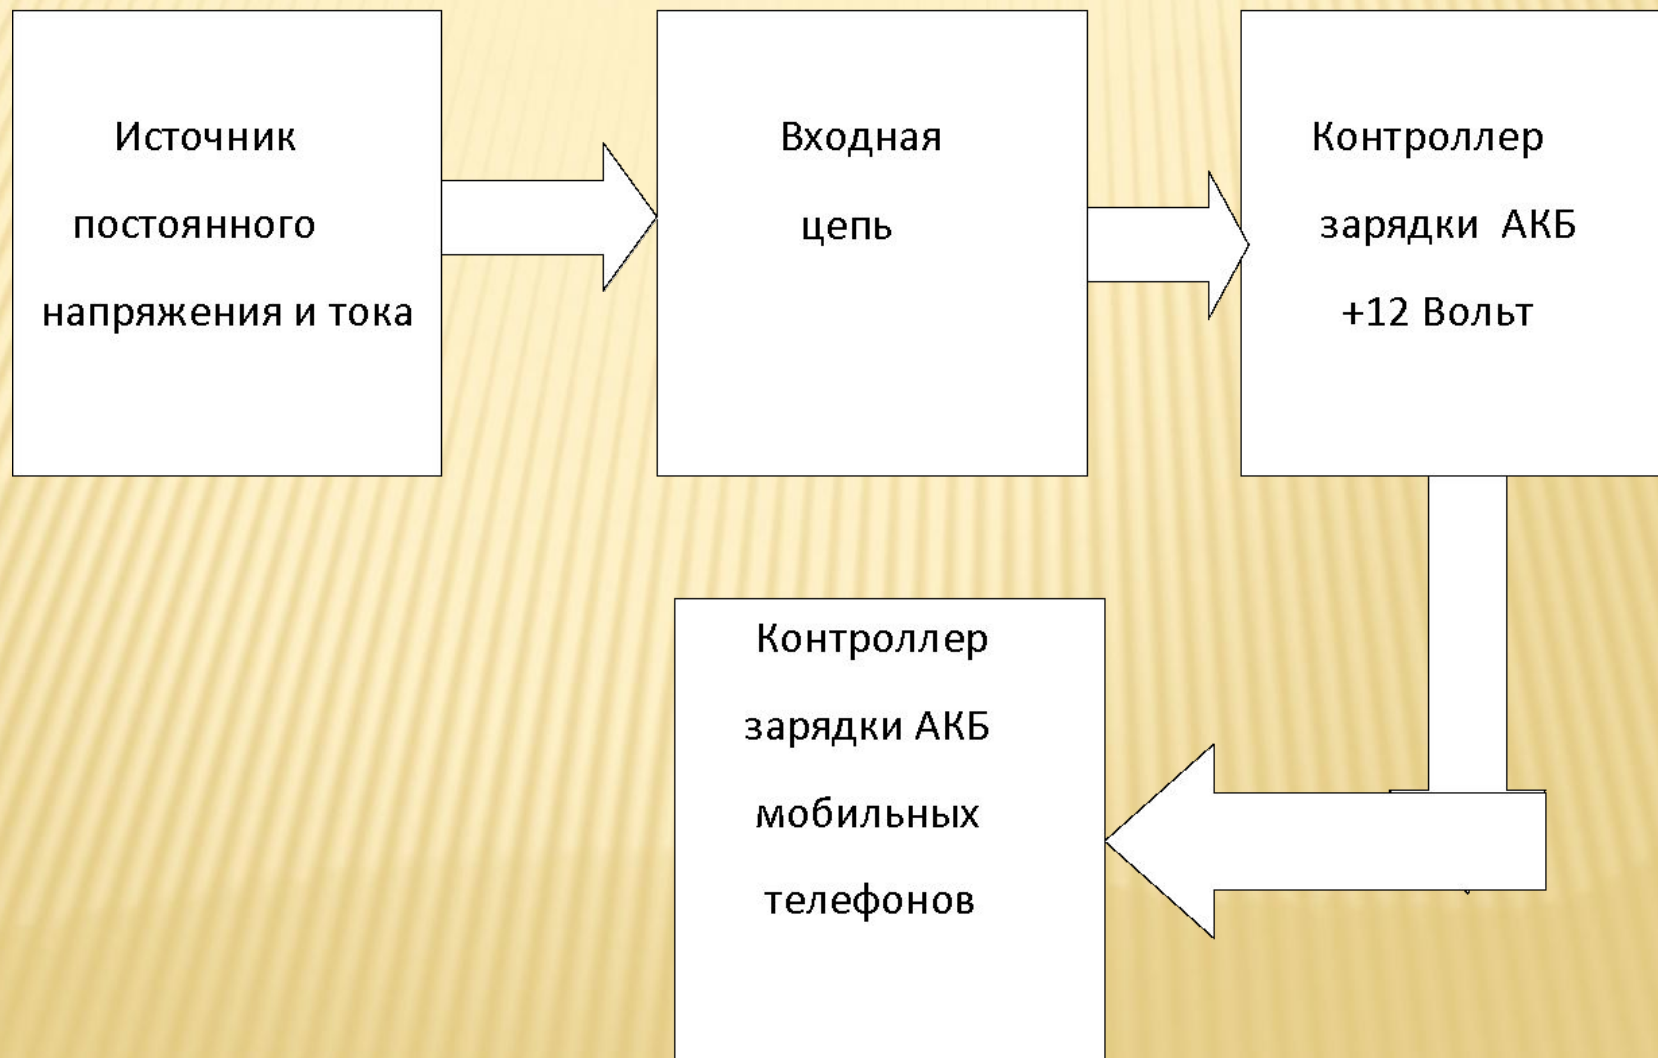 Источник
постоянного
напряжения и тока
Входная
цепь
Контроллер
зарядки АКБ
+12 Вольт
Контроллер
зарядки АКБ
мобильных
телефонов